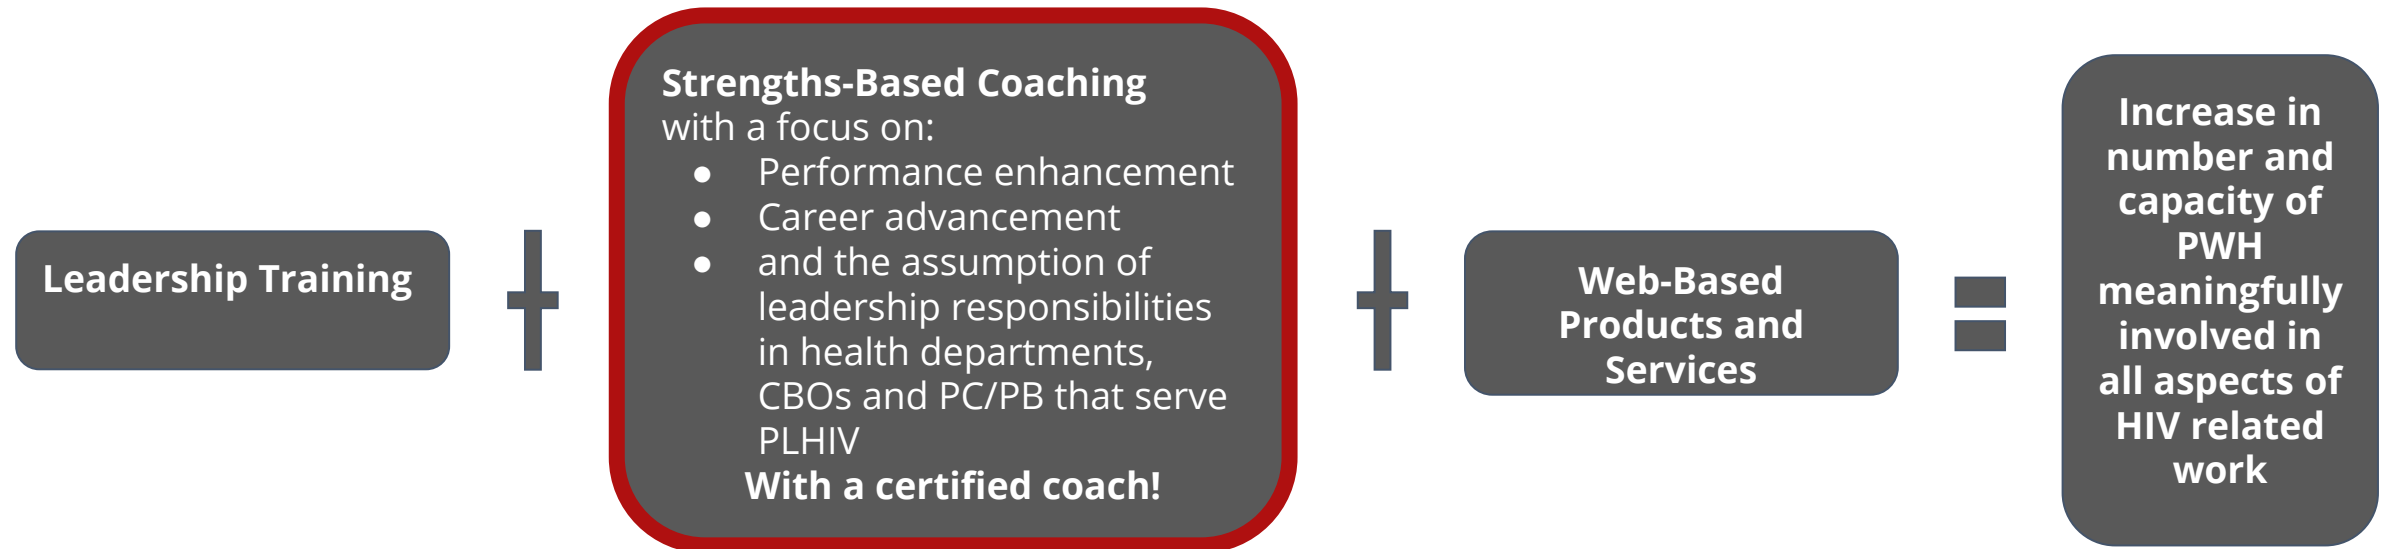 Leadership Training
Strengths-Based Coaching
with a focus on:
● Performance enhancement
● Career advancement
● and the assumption of
leadership responsibilities
in health departments,
CBOs and PC/PB that serve
PLHIV
With a certified coach!
Web-Based
Products and
Services
Increase in
number and
capacity of
PWH
meaningfully
involved in
all aspects of
HIV related
work